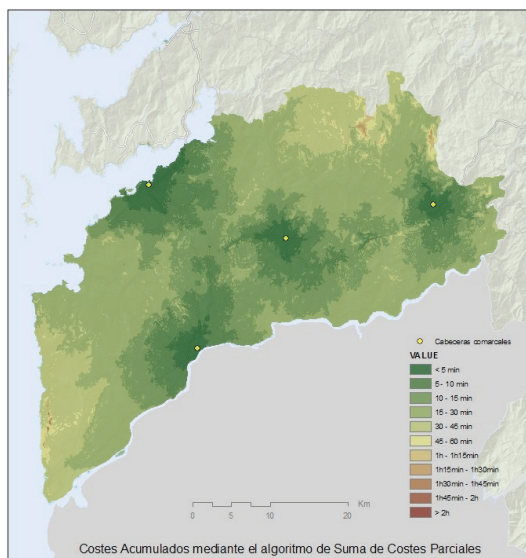 Cabeceras comarcales
VALUE
< 5 min
5 - 10 min
10 - 15 min
15 - 30 min
30 - 45 min
45 - 60 min
1h - 1h15min
1h15min - 1h30min
1h30min - 1h45min
1h45min - 2h
> 2h
Km
0 5 10 20
Costes Acumulados mediante el algoritmo de Suma de Costes Parciales